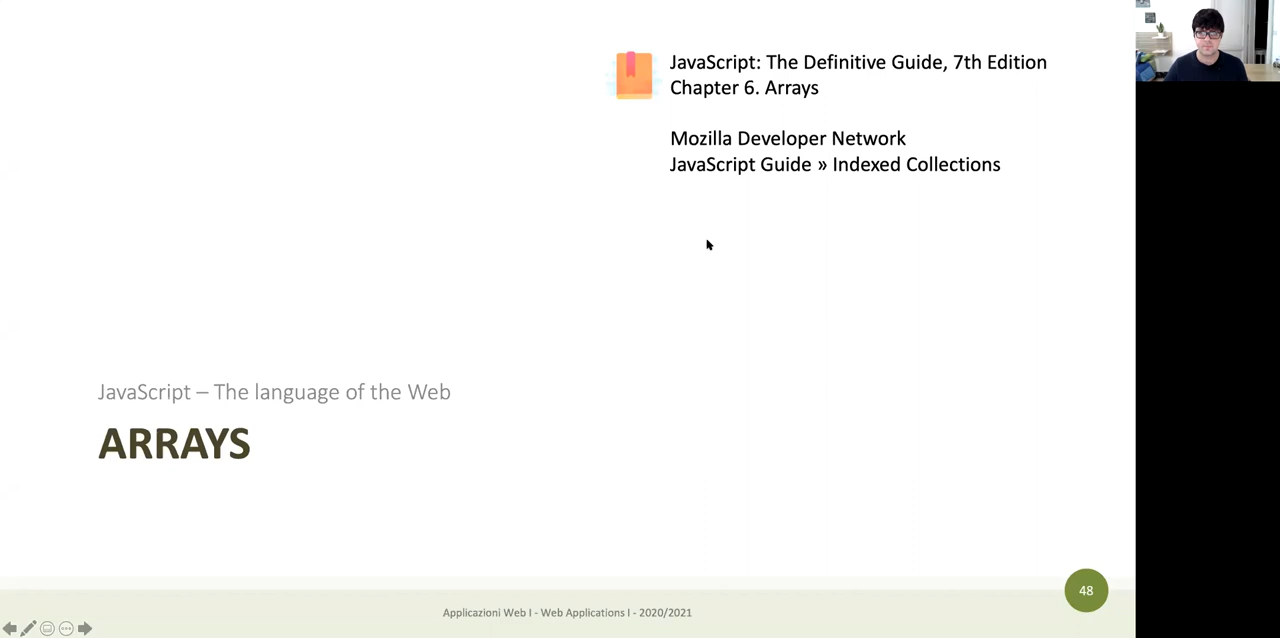 JavaScript: The Definitive Guide, 7th Edition
Chapter 6. Arrays
Mozilla Developer Network
JavaScript Guide » Indexed Collections
JavaScript – The language of the Web
ARRAYS
48
Applicazioni Web I - Web Applications I - 2020/2021